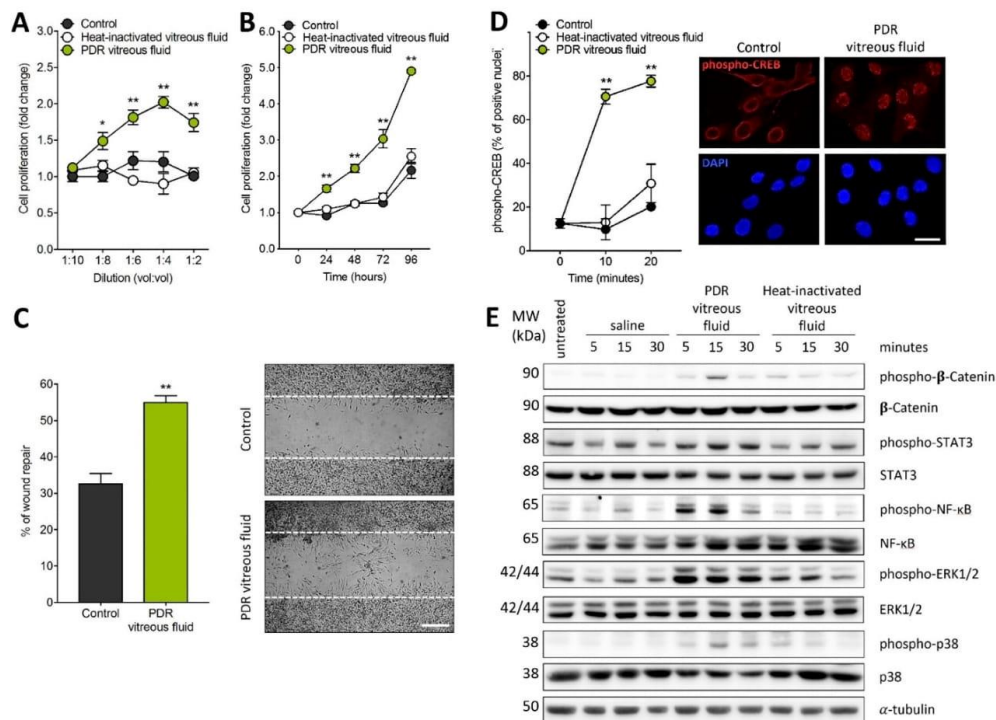 A
Control
Heat-inactivated vitreous fluid
PDR vitreous fluid
Cell proliferation (fold change)
3.0
2.5
2.0
1.5
1.0
0.5
0.0
* ** ** **
1:10 1:8 1:6 1:4 1:2
Dilution (vol:vol)
B
Control
Heat-inactivated vitreous fluid
PDR vitreous fluid
Cell proliferation (fold change)
6.0
5.0
4.0
3.0
2.0
1.0
0.0
** ** ** **
0 24 48 72 96
Time (hours)
C
% of wound repair
60
50
40
30
20
10
0
**
Control
PDR
vitreous fluid
Control
PDR vitreous fluid
D
Control
Heat-inactivated vitreous fluid
PDR vitreous fluid
phospho-CREB (% of positive nuclei)
100
80
60
40
20
0
** **
0 10 20
Time (minutes)
Control
PDR
vitreous fluid
phospho-CREB
DAPI
E
MW
(kDa)
untreated
saline
PDR
vitreous
fluid
Heat-inactivated
vitreous
fluid
5 15 30 5 15 30 5 15 30 minutes
90 phospho-β-Catenin
90 β-Catenin
88 phospho-STAT3
88 STAT3
65 phospho-NF-κB
65 NF-κB
42/44 phospho-ERK1/2
42/44 ERK1/2
38 phospho-p38
38 p38
50 α-tubulin